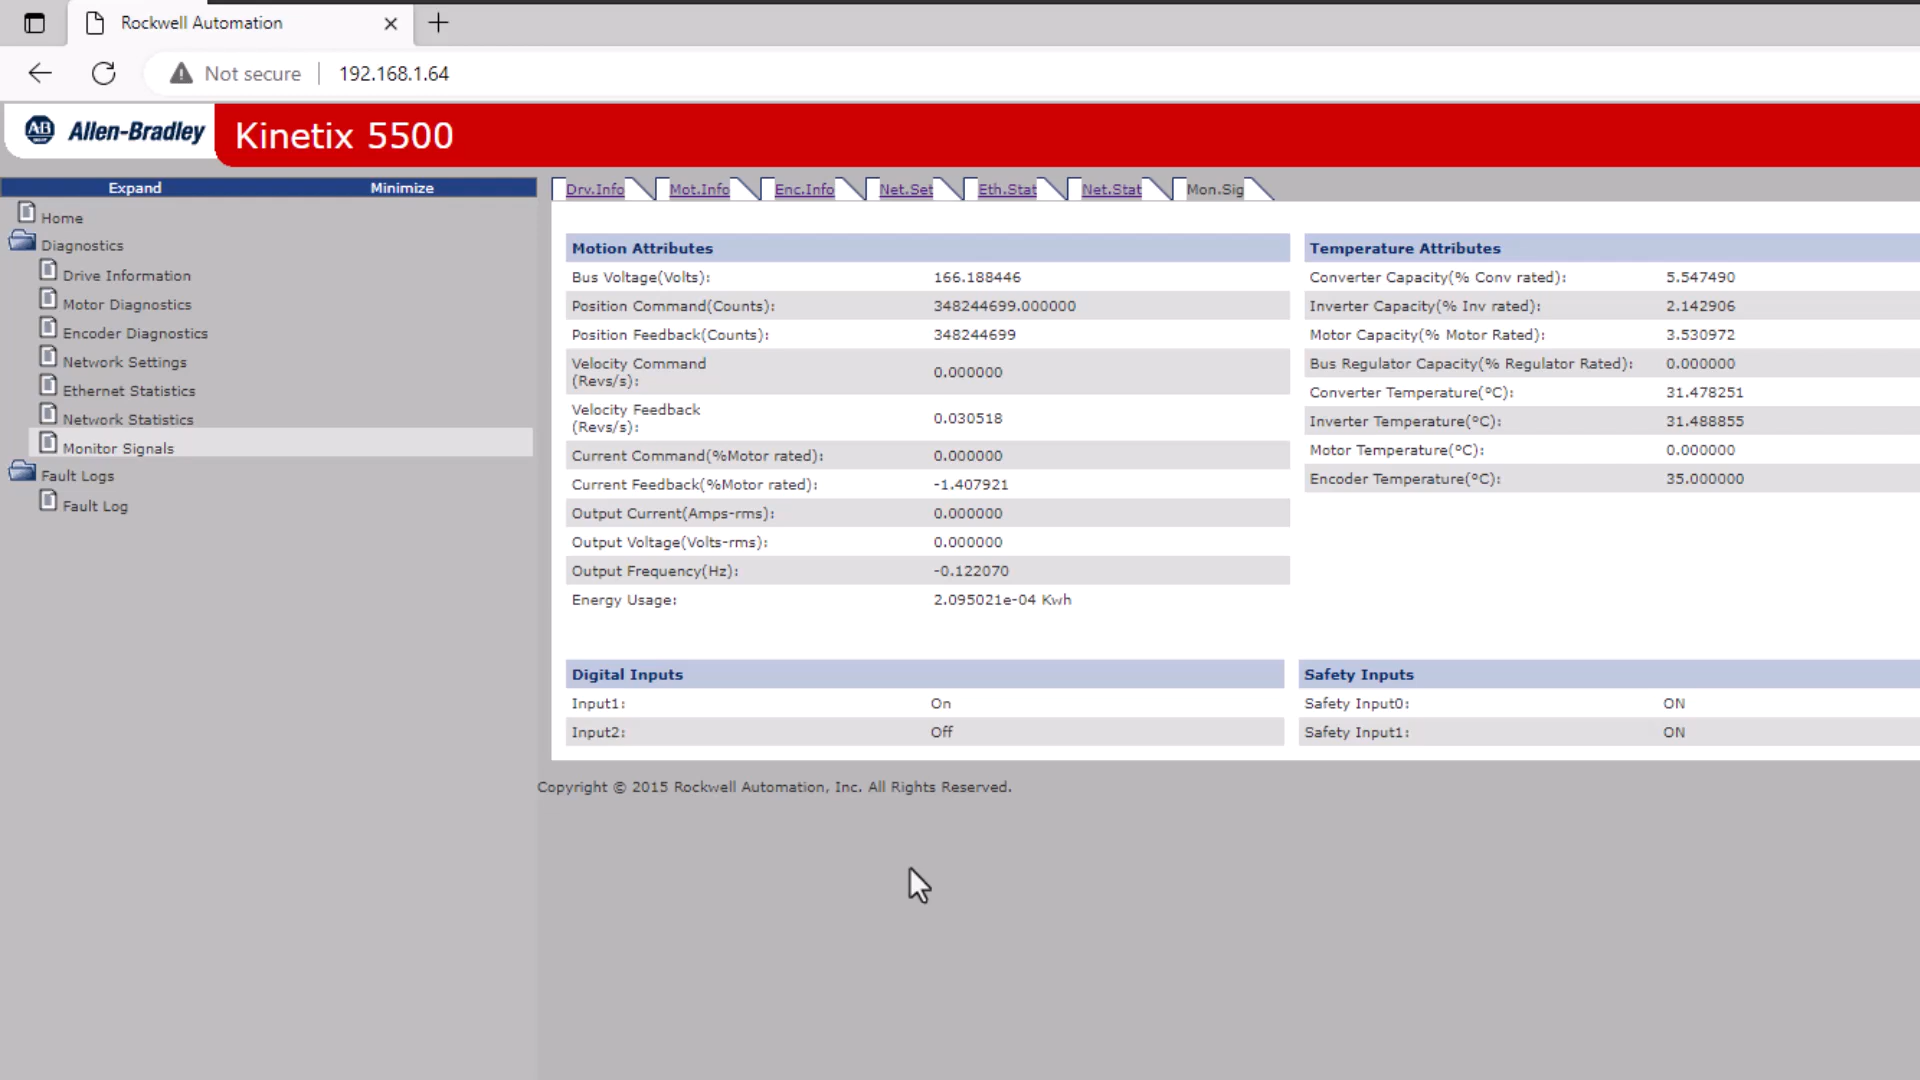 Rockwell Automation
Not secure
192.168.1.64
AB Allen-Bradley
Kinetix 5500
Expand Minimize
Home
Diagnostics
Drive Information
Motor Diagnostics
Encoder Diagnostics
Network Settings
Ethernet Statistics
Network Statistics
Monitor Signals
Fault Logs
Fault Log
Drv.Info Mot.Info Enc.Info Net.Set Eth.Stat Net.Stat Mon.Sig
Motion Attributes
Bus Voltage(Volts): 166.188446
Position Command(Counts): 348244699.000000
Position Feedback(Counts): 348244699
Velocity Command
(Revs/s): 0.000000
Velocity Feedback
(Revs/s): 0.030518
Current Command(%Motor rated): 0.000000
Current Feedback(%Motor rated): -1.407921
Output Current(Amps-rms): 0.000000
Output Voltage(Volts-rms): 0.000000
Output Frequency(Hz): -0.122070
Energy Usage: 2.095021e-04 Kwh
Temperature Attributes
Converter Capacity(% Conv rated): 5.547490
Inverter Capacity(% Inv rated): 2.142906
Motor Capacity(% Motor Rated): 3.530972
Bus Regulator Capacity(% Regulator Rated): 0.000000
Converter Temperature(°C): 31.478251
Inverter Temperature(°C): 31.488855
Motor Temperature(°C): 0.000000
Encoder Temperature(°C): 35.000000
Digital Inputs
Input1: On
Input2: Off
Safety Inputs
Safety Input0: ON
Safety Input1: ON
Copyright © 2015 Rockwell Automation, Inc. All Rights Reserved.